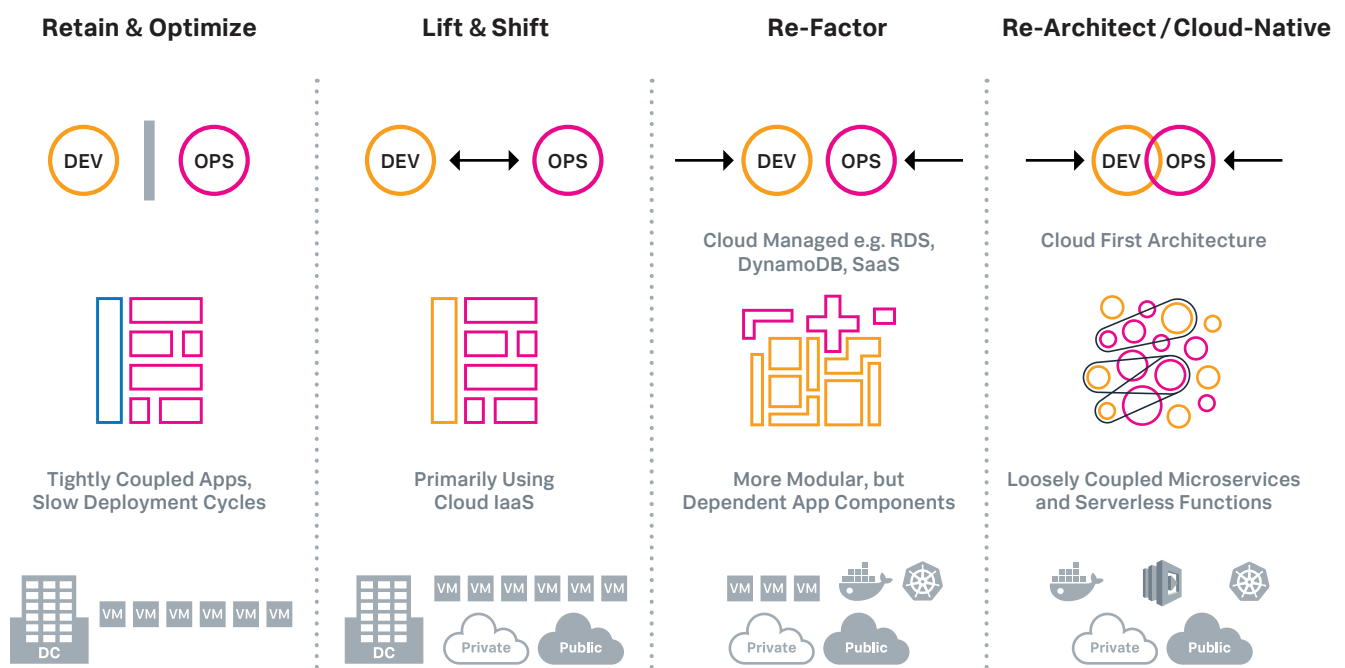 Retain & Optimize
Lift & Shift
Re-Factor
Re-Architect / Cloud-Native
DEV
OPS
DEV
OPS
DEV
OPS
DEV
OPS
Cloud Managed e.g. RDS,
DynamoDB, SaaS
Cloud First Architecture
Tightly Coupled Apps,
Slow Deployment Cycles
Primarily Using
Cloud IaaS
More Modular, but
Dependent App Components
Loosely Coupled Microservices
and Serverless Functions
DC
VM VM VM VM VM VM
DC
VM VM VM VM VM VM
Private
Public
VM VM VM
Private
Public
Private
Public